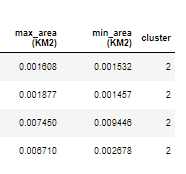 max_area min_area cluster
(KM2) (KM2)
0.001608 0.001532 2
0.001877 0.001457 2
0.007450 0.009446 2
0.006710 0.002678 2